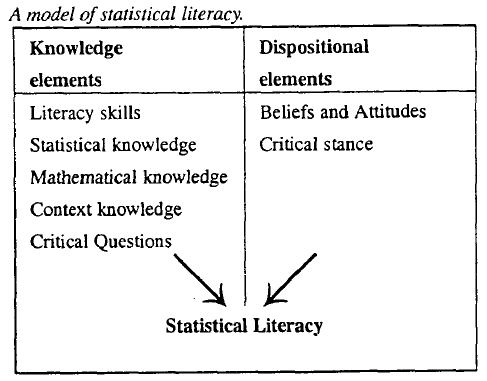 A model of statistical literacy.
Knowledge
elements
Dispositional
elements
Literacy skills
Statistical knowledge
Mathematical knowledge
Context knowledge
Critical Questions
Beliefs and Attitudes
Critical stance
Statistical Literacy